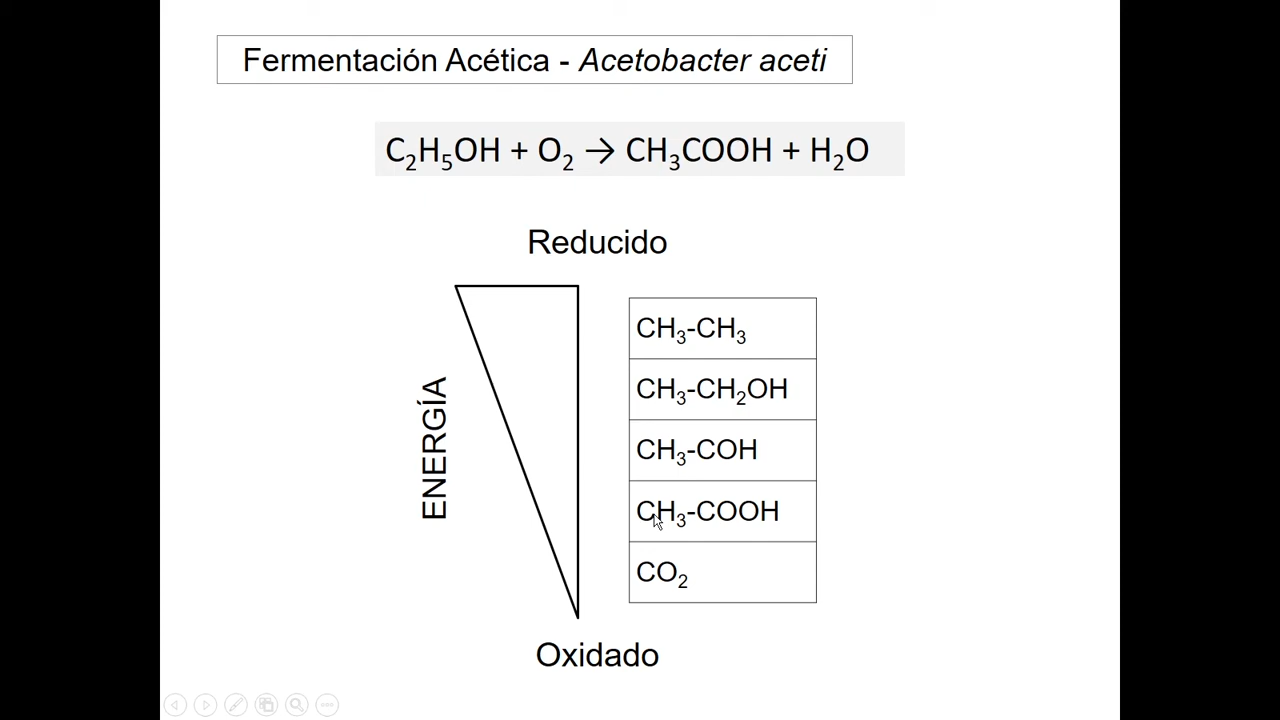 Fermentación Acética - Acetobacter aceti
C₂H₅OH + O₂ → CH₃COOH + H₂O
Reducido
ENERGÍA
CH₃-CH₃
CH₃-CH₂OH
CH₃-COH
CH₃-COOH
CO₂
Oxidado